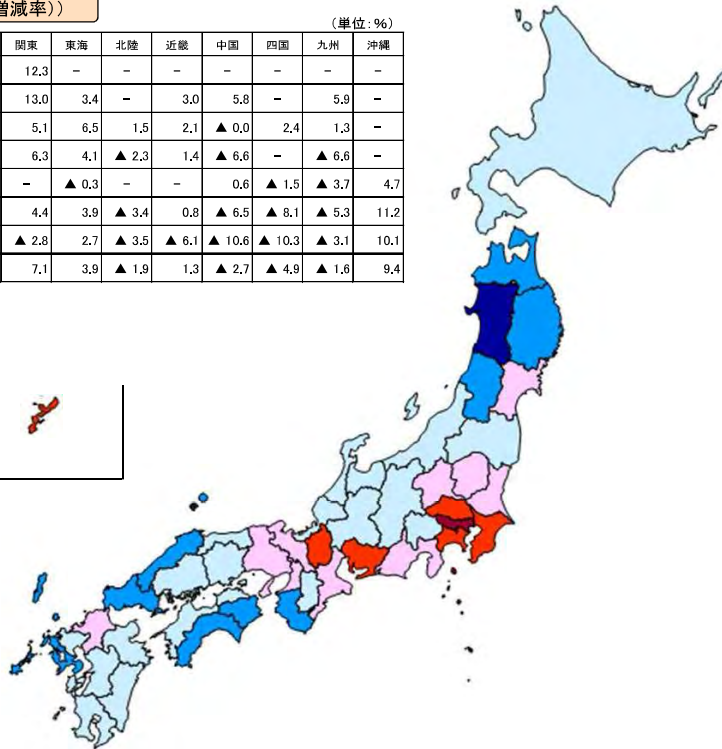 増減率))
(単位:%)
関東 東海 北陸 近畿 中国 四国 九州 沖縄
12.3 － － － － － － －
13.0 3.4 － 3.0 5.8 － 5.9 －
5.1 6.5 1.5 2.1 ▲ 0.0 2.4 1.3 －
6.3 4.1 ▲ 2.3 1.4 ▲ 6.6 － ▲ 6.6 －
－ ▲ 0.3 － － 0.6 ▲ 1.5 ▲ 3.7 4.7
4.4 3.9 ▲ 3.4 0.8 ▲ 6.5 ▲ 8.1 ▲ 5.3 11.2
▲ 2.8 2.7 ▲ 3.5 ▲ 6.1 ▲ 10.6 ▲ 10.3 ▲ 3.1 10.1
7.1 3.9 ▲ 1.9 1.3 ▲ 2.7 ▲ 4.9 ▲ 1.6 9.4